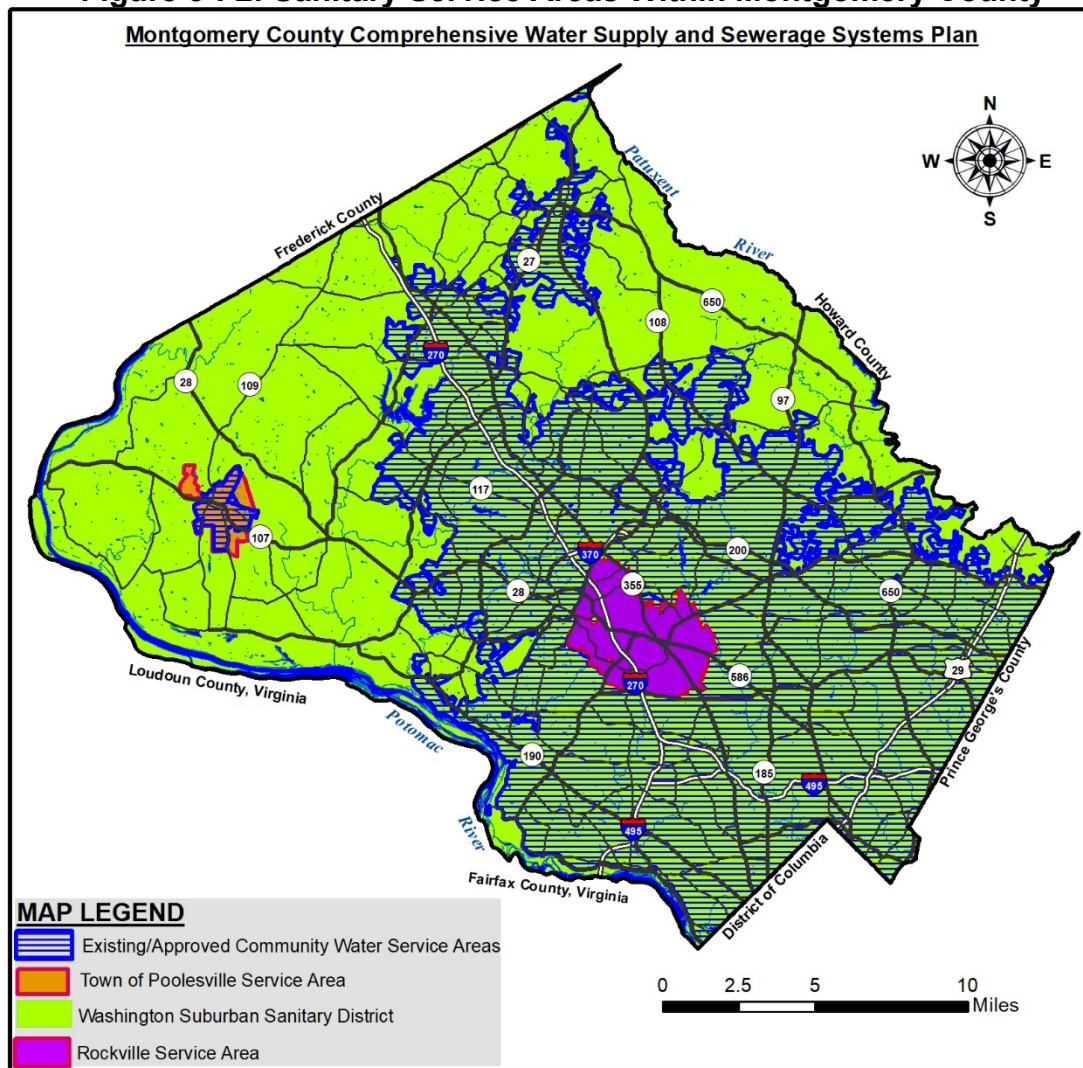 Montgomery County Comprehensive Water Supply and Sewerage Systems Plan
N
W
E
S
Patuxent
River
Frederick County
Howard County
27
650
108
270
28
109
97
117
107
370
200
355
28
650
Loudoun County, Virginia
Potomac
River
270
586
29
Prince George's County
190
185
495
495
Fairfax County, Virginia
District of Columbia
MAP LEGEND
Existing/Approved Community Water Service Areas
Town of Poolesville Service Area
Washington Suburban Sanitary District
Rockville Service Area
0 2.5 5 10
Miles